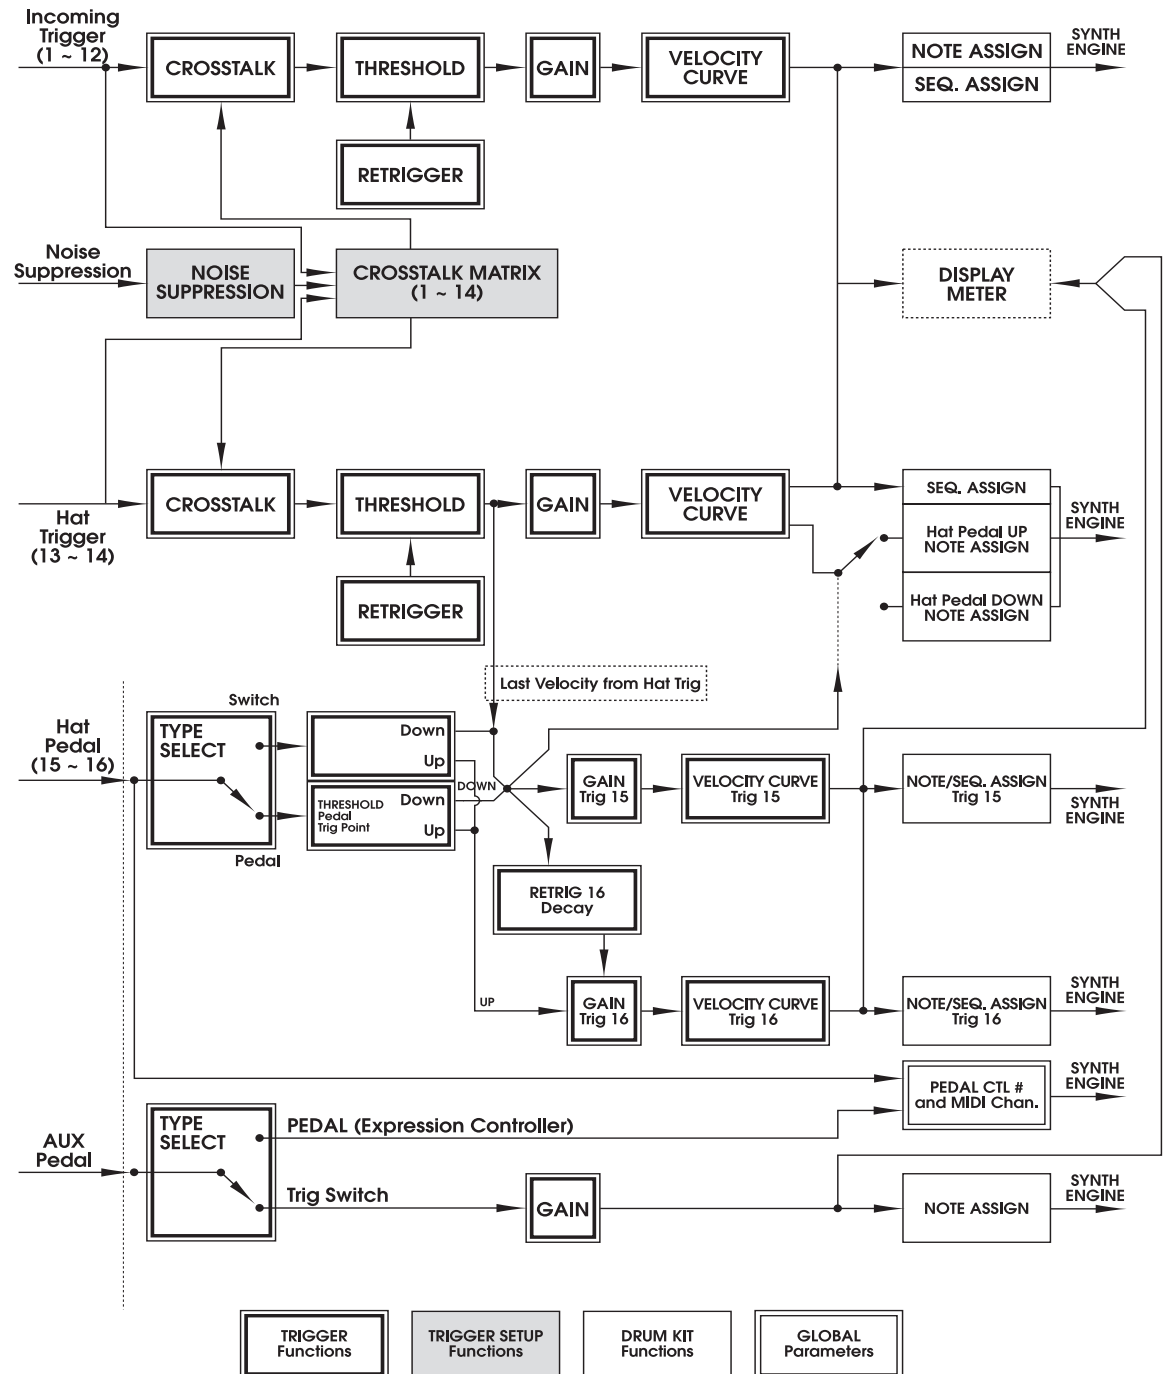 Incoming
Trigger
(1 ~ 12)
CROSSTALK
THRESHOLD
GAIN
VELOCITY
CURVE
NOTE ASSIGN
SEQ. ASSIGN
SYNTH
ENGINE
RETRIGGER
Noise
Suppression
NOISE
SUPPRESSION
CROSSTALK MATRIX
(1 ~ 14)
DISPLAY
METER
Hat
Trigger
(13 ~ 14)
CROSSTALK
THRESHOLD
GAIN
VELOCITY
CURVE
SEQ. ASSIGN
Hat Pedal UP
NOTE ASSIGN
Hat Pedal DOWN
NOTE ASSIGN
SYNTH
ENGINE
RETRIGGER
Last Velocity from Hat Trig
Hat
Pedal
(15 ~ 16)
Switch
TYPE
SELECT
Pedal
Down
Up
THRESHOLD
Pedal
Trig Point
Down
Up
DOWN
GAIN
Trig 15
VELOCITY CURVE
Trig 15
NOTE/SEQ. ASSIGN
Trig 15
SYNTH
ENGINE
RETRIG 16
Decay
UP
GAIN
Trig 16
VELOCITY CURVE
Trig 16
NOTE/SEQ. ASSIGN
Trig 16
SYNTH
ENGINE
PEDAL CTL #
and MIDI Chan.
SYNTH
ENGINE
AUX
Pedal
TYPE
SELECT
PEDAL (Expression Controller)
Trig Switch
GAIN
NOTE ASSIGN
SYNTH
ENGINE
TRIGGER
Functions
TRIGGER SETUP
Functions
DRUM KIT
Functions
GLOBAL
Parameters